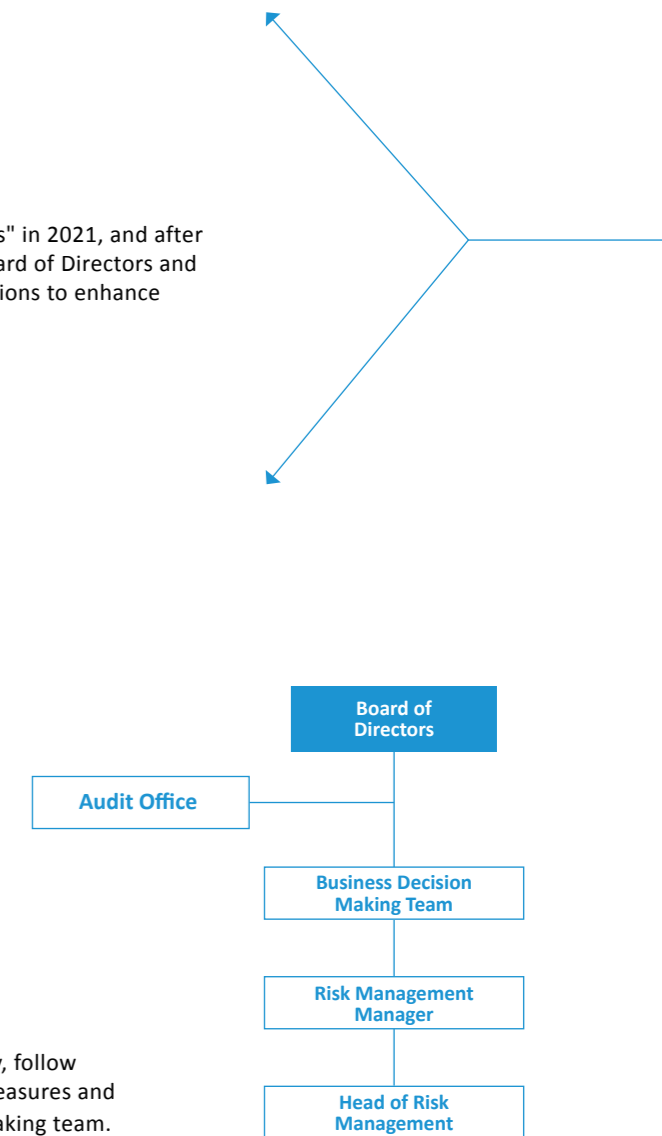 s" in 2021, and after
ard of Directors and
ions to enhance
Board of
Directors
Audit Office
Business Decision
Making Team
Risk Management
Manager
, follow
easures and
aking team.
Head of Risk
Management